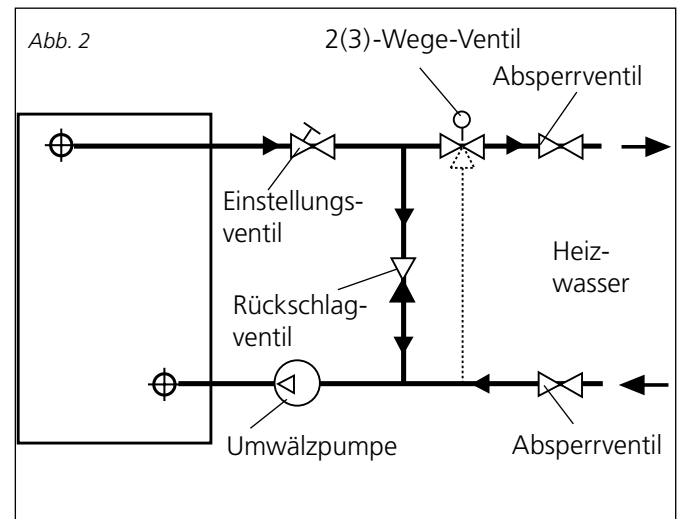 Abb. 2
2(3)-Wege-Ventil
Absperrventil
Einstellungs-
ventil
Heiz-
wasser
Rückschlag-
ventil
Umwälzpumpe
Absperrventil